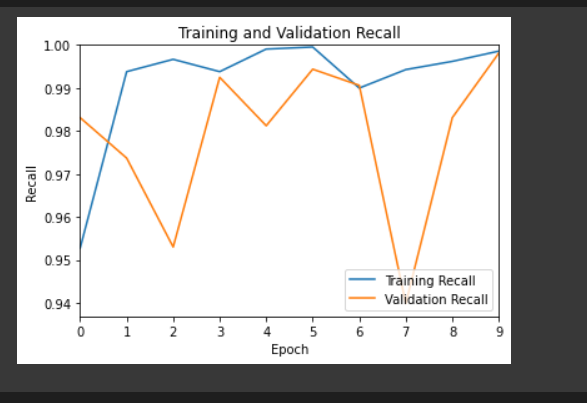 Training and Validation Recall
1.00
0.99
0.98
0.97
0.96
0.95
0.94
Recall
Training Recall
Validation Recall
0 1 2 3 4 5 6 7 8 9
Epoch